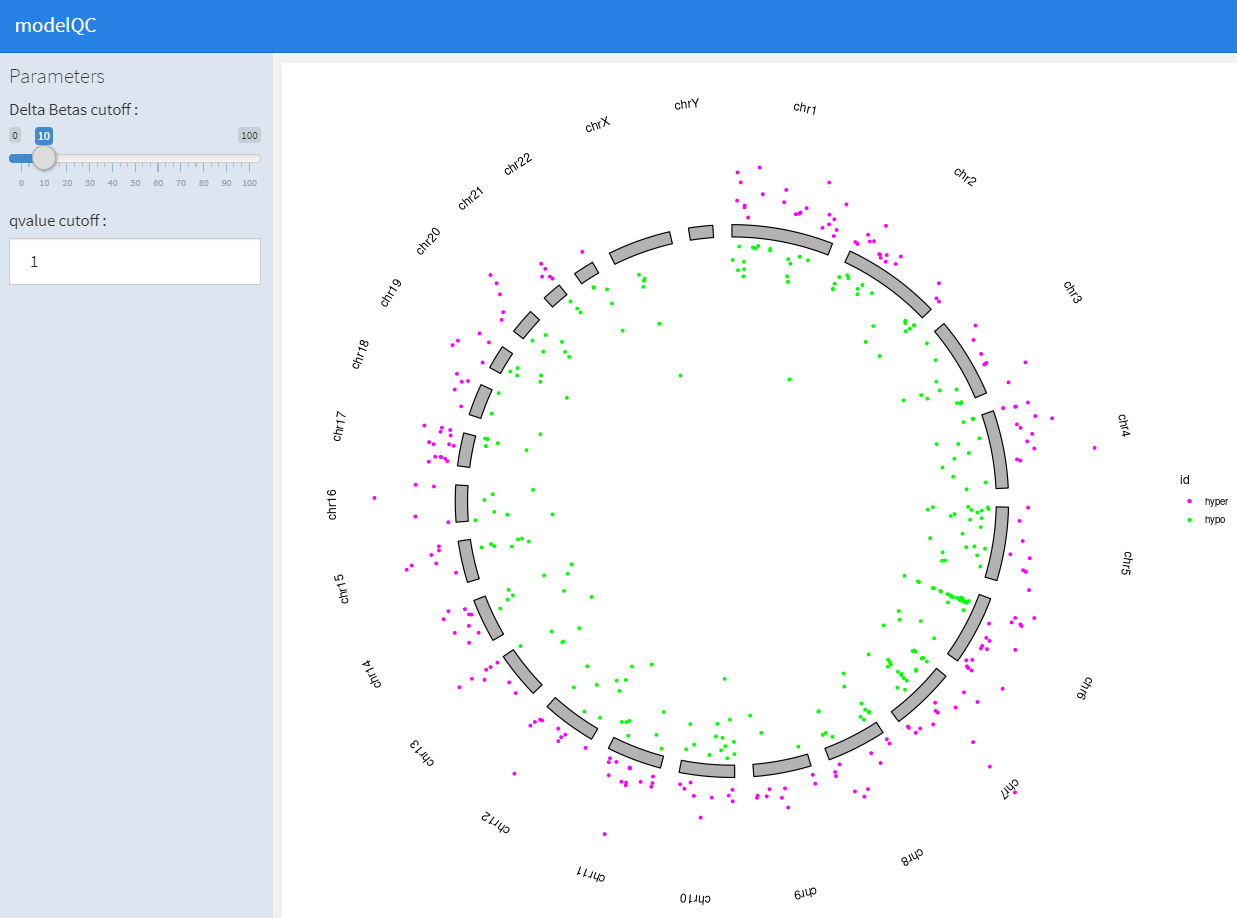 modelQC
Parameters
Delta Betas cutoff :
0 10 100
0 10 20 30 40 50 60 70 80 90 100
qvalue cutoff :
1
chrY
chr1
chrX
chr22
chr2
chr21
chr20
chr19
chr3
chr18
chr17
chr4
chr16
chr5
chr15
chr14
chr6
chr13
chr7
chr12
chr8
chr11
chr10
chr9
id
hyper
hypo